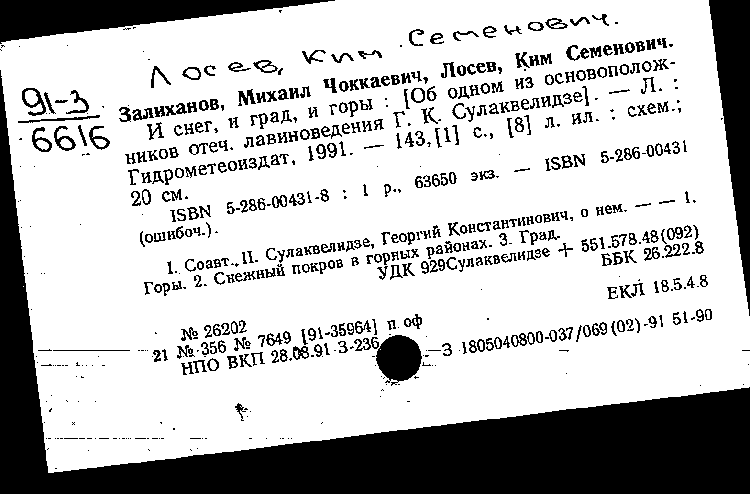 Лосев, Ким Семенович.
91-3
6616
Залиханов, Михаил Чоккаевич, Лосев, Ким Семенович.
И снег, и град, и горы : [Об одном из основополож-
ников отеч. лавиноведения Г. К. Сулаквелидзе]. — Л. :
Гидрометеоиздат, 1991. — 143,[1] с., [8] л. ил. : схем.;
20 см.
ISBN 5-286-00431-8 : 1 р., 63650 экз. — ISBN 5-286-00431
(ошибоч.).
1. Соавт., II. Сулаквелидзе, Георгий Константинович, о нем. — — 1.
Горы. 2. Снежный покров в горных районах. 3. Град.
УДК 929Сулаквелидзе + 551.578.48(092)
ББК 26.222.8
№ 26202
ЕКЛ 18.5.4.8
21 № 356 № 7649 [91-35964] п оф
НПО ВКП 28.08.91 З-236
З 1805040800-037/069(02)-91 51-90